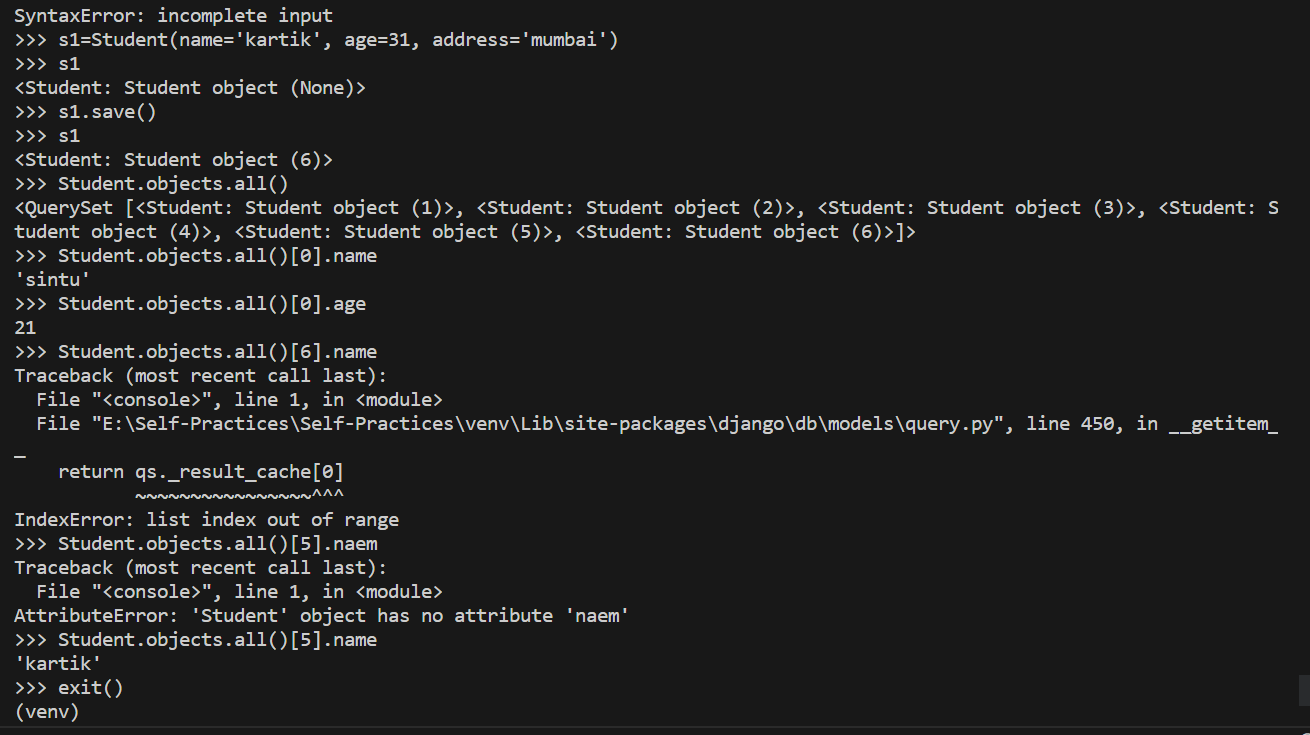 SyntaxError: incomplete input
>>> s1=Student(name='kartik', age=31, address='mumbai')
>>> s1
<Student: Student object (None)>
>>> s1.save()
>>> s1
<Student: Student object (6)>
>>> Student.objects.all()
<QuerySet [<Student: Student object (1)>, <Student: Student object (2)>, <Student: Student object (3)>, <Student: S
tudent object (4)>, <Student: Student object (5)>, <Student: Student object (6)>]>
>>> Student.objects.all()[0].name
'sintu'
>>> Student.objects.all()[0].age
21
>>> Student.objects.all()[6].name
Traceback (most recent call last):
  File "<console>", line 1, in <module>
  File "E:\Self-Practices\Self-Practices\venv\Lib\site-packages\django\db\models\query.py", line 450, in __getitem_
_
    return qs._result_cache[0]
           ~~~~~~~~~~~~~~~~^^^
IndexError: list index out of range
>>> Student.objects.all()[5].naem
Traceback (most recent call last):
  File "<console>", line 1, in <module>
AttributeError: 'Student' object has no attribute 'naem'
>>> Student.objects.all()[5].name
'kartik'
>>> exit()
(venv)